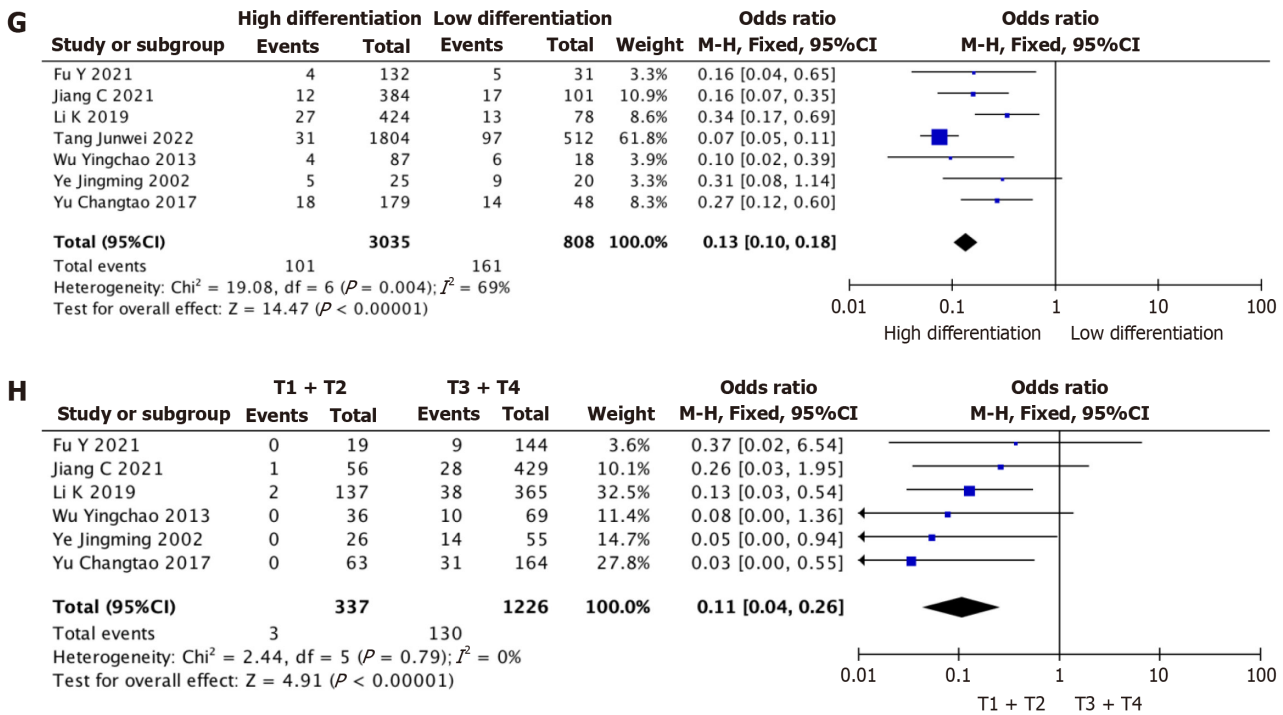 G
High differentiation Low differentiation Odds ratio Odds ratio
Study or subgroup Events Total Events Total Weight M-H, Fixed, 95%CI M-H, Fixed, 95%CI
Fu Y 2021 4 132 5 31 3.3% 0.16 [0.04, 0.65]
Jiang C 2021 12 384 17 101 10.9% 0.16 [0.07, 0.35]
Li K 2019 27 424 13 78 8.6% 0.34 [0.17, 0.69]
Tang Junwei 2022 31 1804 97 512 61.8% 0.07 [0.05, 0.11]
Wu Yingchao 2013 4 87 6 18 3.9% 0.10 [0.02, 0.39]
Ye Jingming 2002 5 25 9 20 3.3% 0.31 [0.08, 1.14]
Yu Changtao 2017 18 179 14 48 8.3% 0.27 [0.12, 0.60]
Total (95%CI) 3035 808 100.0% 0.13 [0.10, 0.18]
Total events 101 161
Heterogeneity: Chi² = 19.08, df = 6 (P = 0.004); I² = 69%
Test for overall effect: Z = 14.47 (P < 0.00001)
0.01 0.1 1 10 100
High differentiation Low differentiation
H
T1 + T2 T3 + T4 Odds ratio Odds ratio
Study or subgroup Events Total Events Total Weight M-H, Fixed, 95%CI M-H, Fixed, 95%CI
Fu Y 2021 0 19 9 144 3.6% 0.37 [0.02, 6.54]
Jiang C 2021 1 56 28 429 10.1% 0.26 [0.03, 1.95]
Li K 2019 2 137 38 365 32.5% 0.13 [0.03, 0.54]
Wu Yingchao 2013 0 36 10 69 11.4% 0.08 [0.00, 1.36]
Ye Jingming 2002 0 26 14 55 14.7% 0.05 [0.00, 0.94]
Yu Changtao 2017 0 63 31 164 27.8% 0.03 [0.00, 0.55]
Total (95%CI) 337 1226 100.0% 0.11 [0.04, 0.26]
Total events 3 130
Heterogeneity: Chi² = 2.44, df = 5 (P = 0.79); I² = 0%
Test for overall effect: Z = 4.91 (P < 0.00001)
0.01 0.1 1 10 100
T1 + T2 T3 + T4